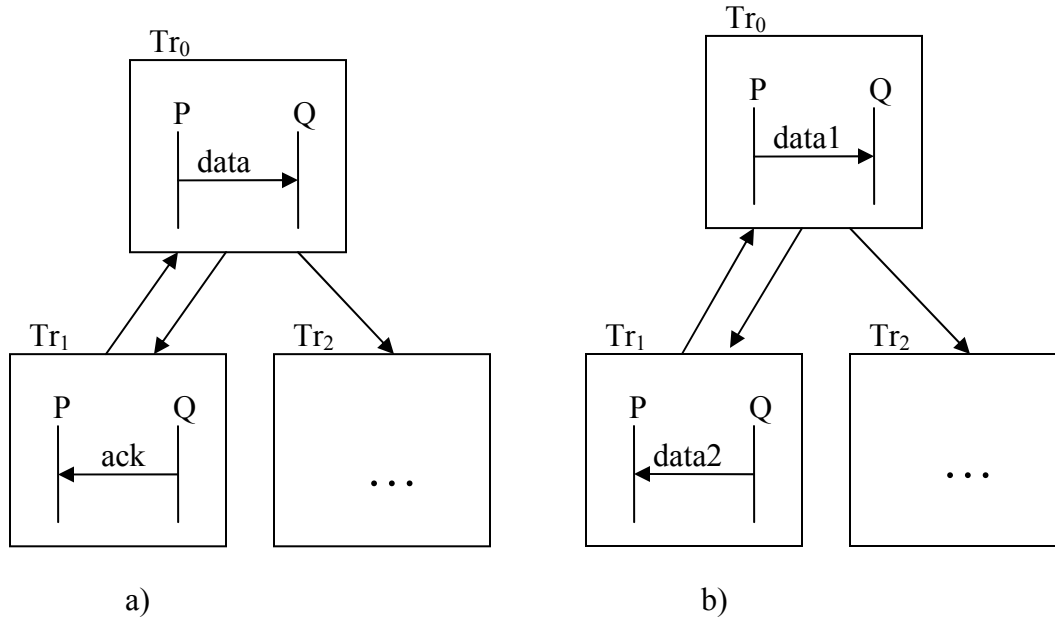 Tr₀
P Q
data
Tr₁
Tr₂
P Q
ack
...
a)
Tr₀
P Q
data1
Tr₁
Tr₂
P Q
data2
...
b)